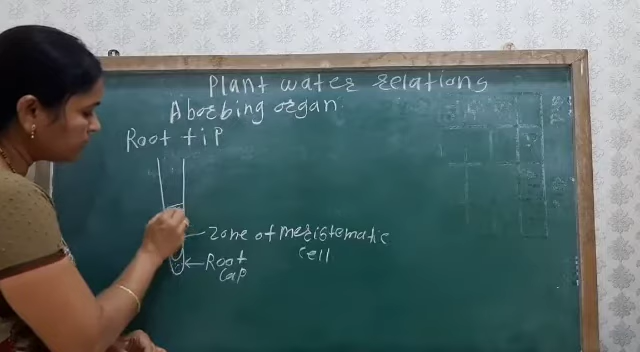 Plant water relations
Absorbing organ
Root tip
Zone of meristematic
cell
Root
cap